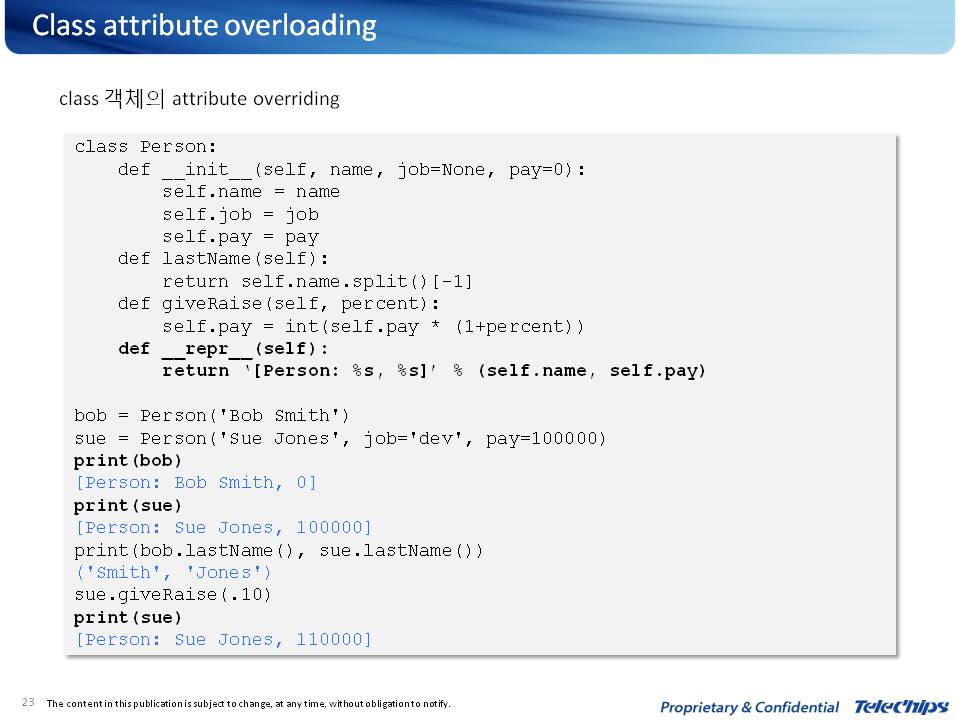 Class attribute overloading
class 객체의 attribute overriding
class Person:
    def __init__(self, name, job=None, pay=0):
        self.name = name
        self.job = job
        self.pay = pay
    def lastName(self):
        return self.name.split()[-1]
    def giveRaise(self, percent):
        self.pay = int(self.pay * (1+percent))
    def __repr__(self):
        return ‘[Person: %s, %s]’ % (self.name, self.pay)
bob = Person('Bob Smith')
sue = Person('Sue Jones', job='dev', pay=100000)
print(bob)
[Person: Bob Smith, 0]
print(sue)
[Person: Sue Jones, 100000]
print(bob.lastName(), sue.lastName())
('Smith', 'Jones')
sue.giveRaise(.10)
print(sue)
[Person: Sue Jones, 110000]
23 The content in this publication is subject to change, at any time, without obligation to notify.
Proprietary & Confidential TeleChips